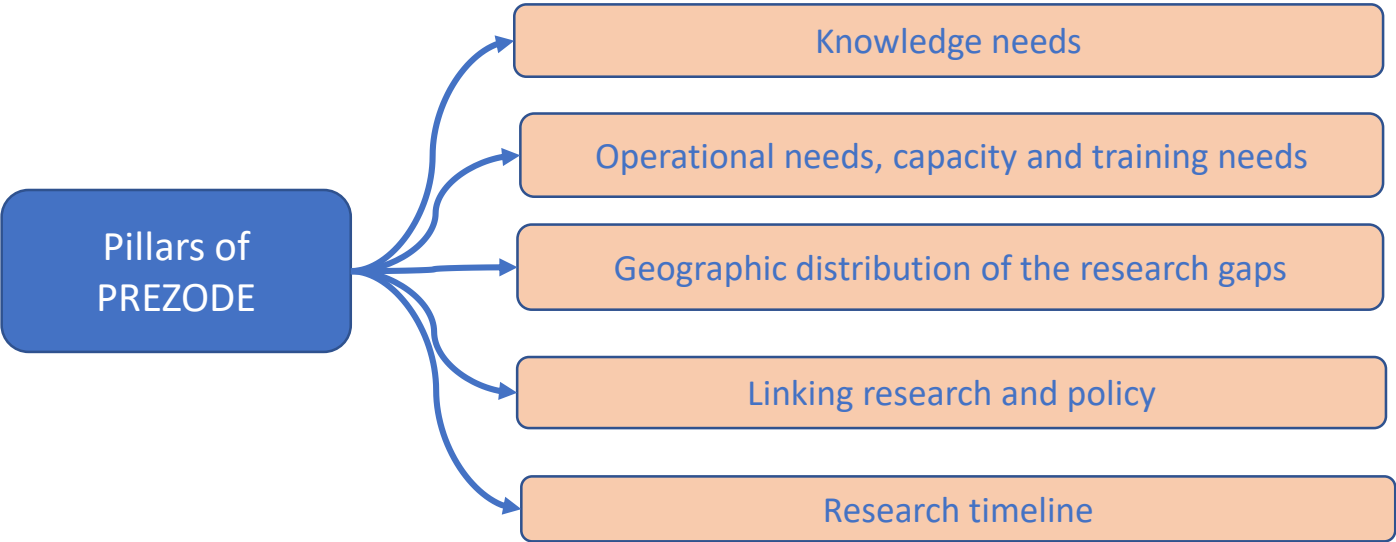 Knowledge needs
Operational needs, capacity and training needs
Pillars of
PREZODE
Geographic distribution of the research gaps
Linking research and policy
Research timeline